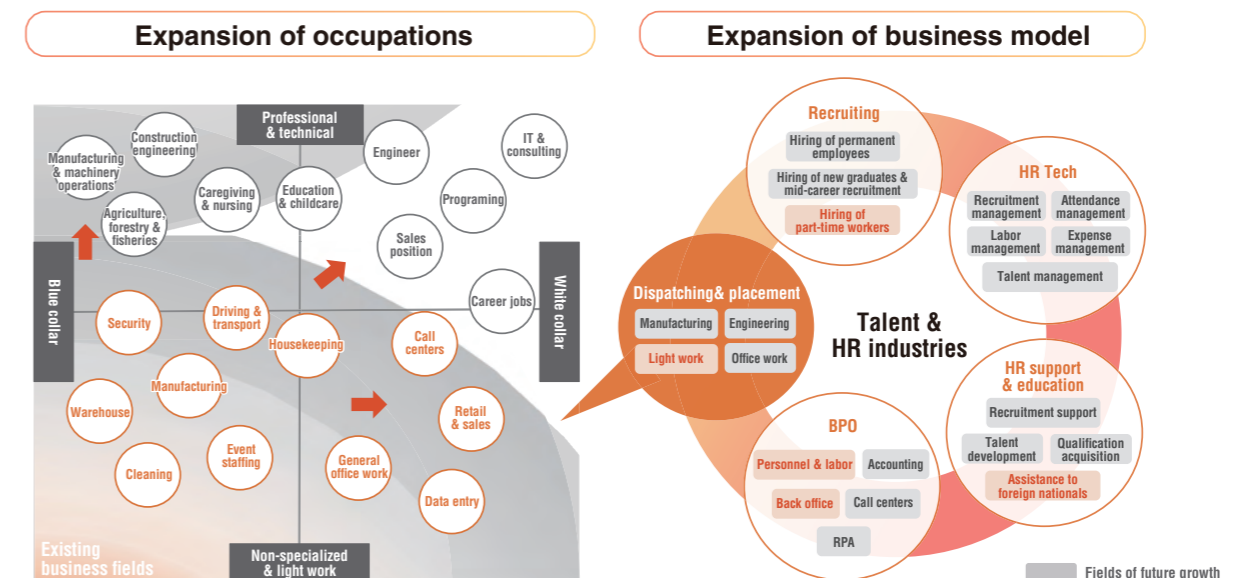 Expansion of occupations
Professional
& technical
Construction
engineering
Manufacturing
& machinery
operations
Engineer
IT &
consulting
Caregiving
& nursing
Education
& childcare
Programing
Agriculture,
forestry &
fisheries
Sales
position
Blue collar
White collar
Career jobs
Security
Driving &
transport
Housekeeping
Call
centers
Manufacturing
Warehouse
Retail
& sales
Event
staffing
General
office work
Cleaning
Data entry
Existing
business fields
Non-specialized
& light work
Expansion of business model
Recruiting
Hiring of permanent
employees
Hiring of new graduates &
mid-career recruitment
Hiring of
part-time workers
HR Tech
Recruitment
management
Attendance
management
Labor
management
Expense
management
Talent management
Dispatching& placement
Manufacturing
Engineering
Light work
Office work
Talent &
HR industries
HR support
& education
Recruitment support
Talent
development
Qualification
acquisition
Assistance to
foreign nationals
BPO
Personnel & labor
Accounting
Back office
Call centers
RPA
Fields of future growth